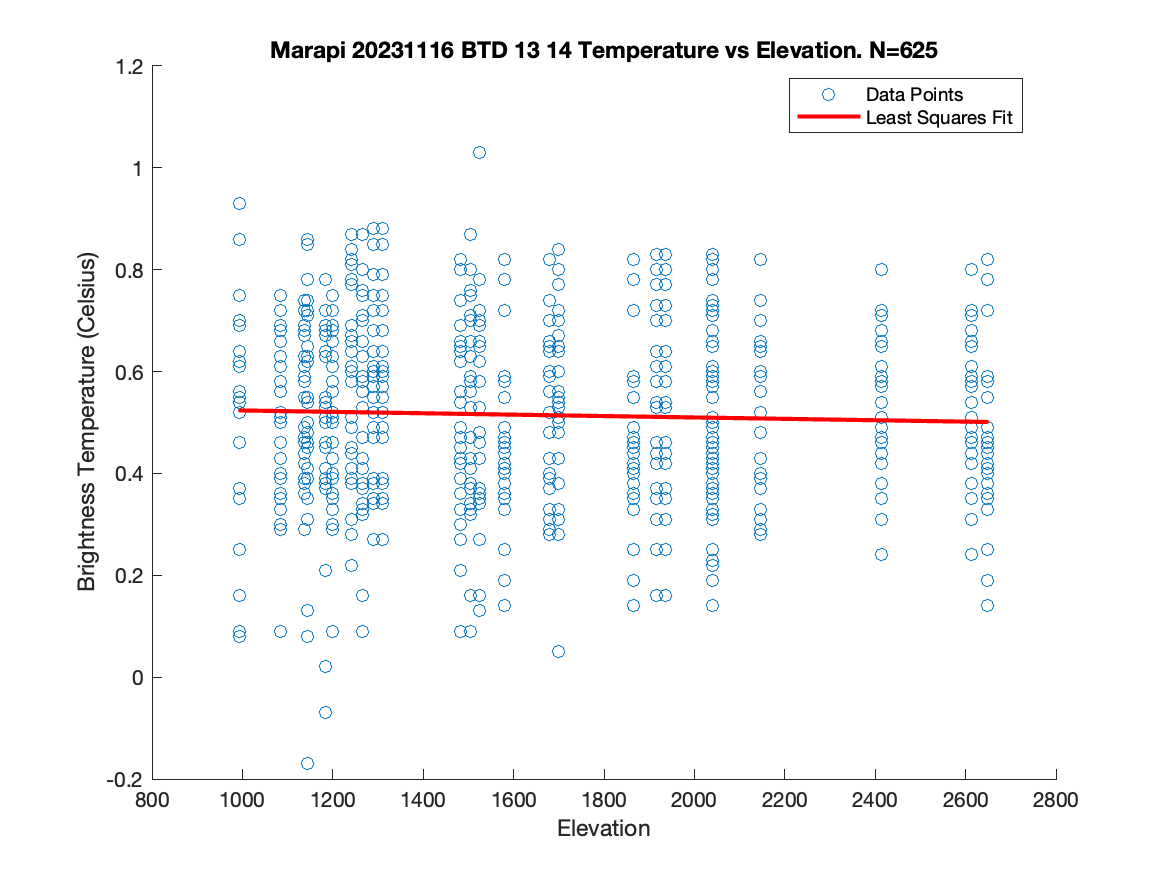 Marapi 20231116 BTD 13 14 Temperature vs Elevation. N=625
Data Points
Least Squares Fit
Brightness Temperature (Celsius)
1.2
1
0.8
0.6
0.4
0.2
0
-0.2
800 1000 1200 1400 1600 1800 2000 2200 2400 2600 2800
Elevation